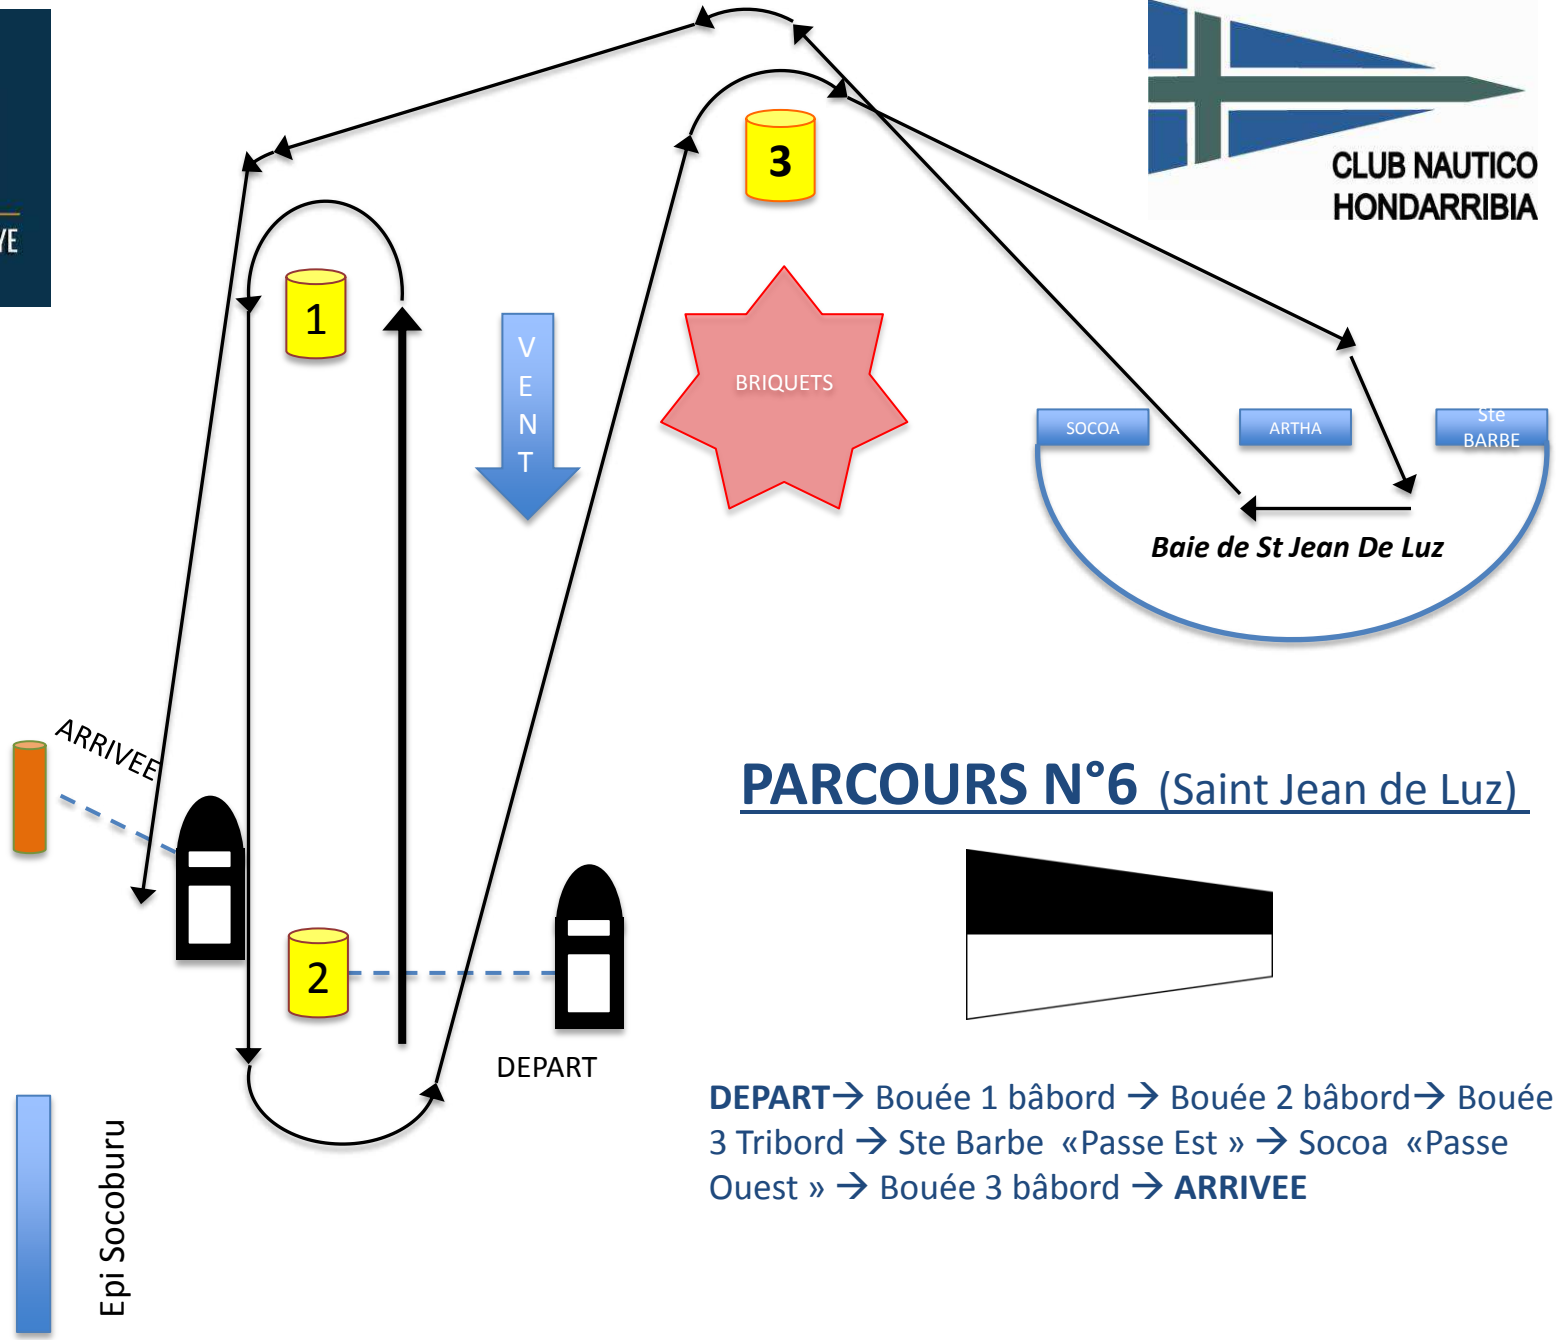 YE
CLUB NAUTICO
HONDARRIBIA
3
1
V
E
N
T
BRIQUETS
SOCOA
ARTHA
Ste
BARBE
Baie de St Jean De Luz
ARRIVEE
PARCOURS N°6 (Saint Jean de Luz)
2
DEPART
DEPART→ Bouée 1 bâbord → Bouée 2 bâbord→ Bouée
3 Tribord → Ste Barbe «Passe Est » → Socoa «Passe
Ouest » → Bouée 3 bâbord → ARRIVEE
Epi Socoburu